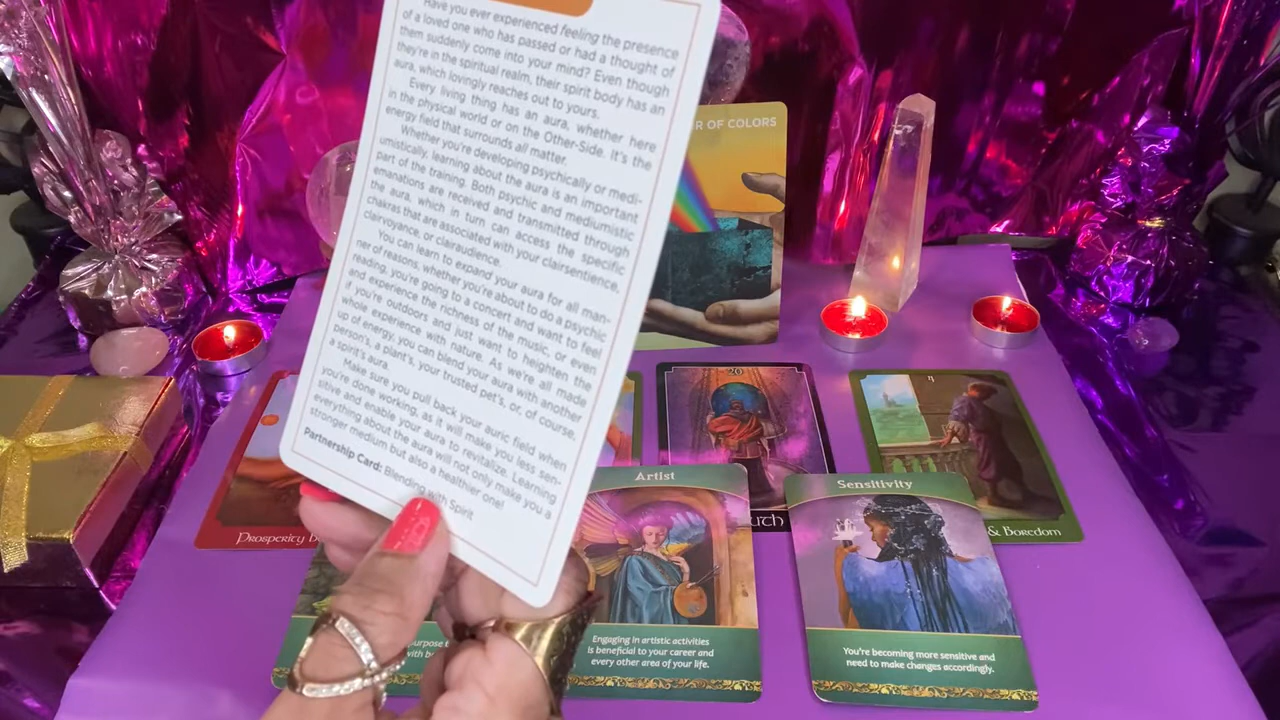 Have you ever experienced feeling the presence
of a loved one who has passed or had a thought of
them suddenly come into your mind? Even though
they're in the spiritual realm, their spirit body has an
aura, which lovingly reaches out to yours.
Every living thing has an aura, whether here
in the physical world or on the Other-Side. It's the
energy field that surrounds all matter.
Whether you're developing psychically or medi-
umistically, learning about the aura is an important
part of the training. Both psychic and mediumistic
emanations are received and transmitted through
the aura, which in turn can access the specific
chakras that are associated with your clairsentience,
clairvoyance, or clairaudience.
You can learn to expand your aura for all man-
ner of reasons, whether you're about to do a psychic
reading, you're going to a concert and want to feel
and experience the richness of the music, or even
if you're outdoors and just want to heighten the
whole experience with nature. As we're all made
up of energy, you can blend your aura with another
person's, a plant's, your trusted pet's, or, of course,
a spirit's aura.
Make sure you pull back your auric field when
you're done working, as it will make you less sen-
sitive and enable your aura to revitalize. Learning
everything about the aura will not only make you a
stronger medium but also a healthier one!
Partnership Card: Blending with Spirit
R OF COLORS
20
Prosperity
uth
& Boredom
Artist
Engaging in artistic activities
is beneficial to your career and
every other area of your life.
Sensitivity
You're becoming more sensitive and
need to make changes accordingly.
urpose
with b